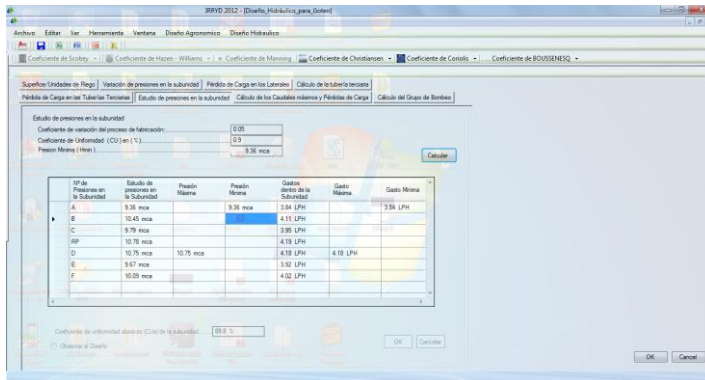 IRRYD 2012 - [Diseño_Hidráulico_para_Goteo]
Archivo Editar Ver Herramienta Ventana Diseño Agronomico Diseño Hidraulico
Coeficiente de Scobey Coeficiente de Hazen - Williams Coeficiente de Manning Coeficiente de Christiansen Coeficiente de Coriolis Coeficiente de BOUSSENESQ
Superfice/Unidades de Riego Variación de presiones en la subunidad Pérdida de Carga en los Laterales Cálculo de la tubería terciaria
Pérdida de Carga en las Tuberías Terciarias Estudio de presiones en la subunidad Cálculo de los Caudales máximos y Pérdidas de Carga Cálculo del Grupo de Bombeo
Estudio de presiones en la subunidad
Coeficiente de variación del proceso de fabricación: 0.05
Coeficiente de Uniformidad (CU) en (%) 0.9
Presion Minima (Hmin) 9.36 mca
Calcular
Nº de Presiones en la Subunidad Estudio de presiones en la Subunidad Presión Máxima Presión Minima Gastos dentro de la Subunidad Gasto Máxima Gasto Minima
A 9.36 mca 9.36 mca 3.84 LPH 3.84 LPH
B 10.45 mca 4.11 LPH
C 9.79 mca 3.95 LPH
RP 10.78 mca 4.19 LPH
D 10.75 mca 10.75 mca 4.18 LPH 4.18 LPH
E 9.67 mca 3.92 LPH
F 10.09 mca 4.02 LPH
Coeficiente de uniformidad absoluta (CUa) de la subunidad 89.8 %
Observar el Diseño
OK Cancelar
OK Cancel